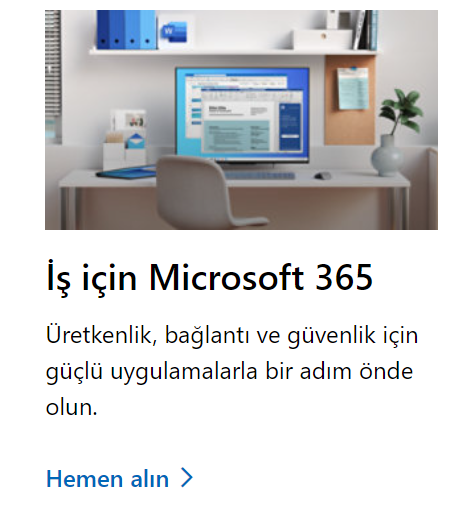 İş için Microsoft 365
Üretkenlik, bağlantı ve güvenlik için
güçlü uygulamalarla bir adım önde
olun.
Hemen alın